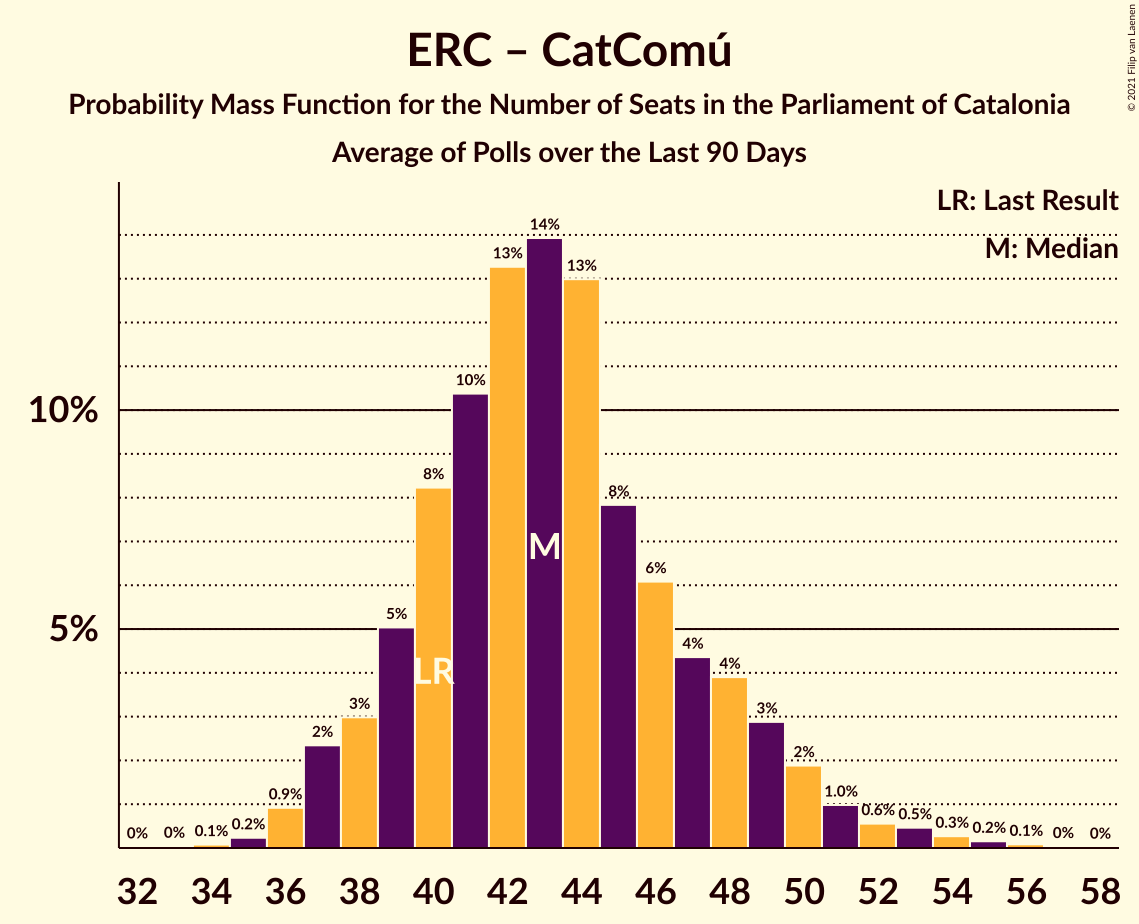 © 2021 Filip van Laenen
ERC – CatComú
Probability Mass Function for the Number of Seats in the Parliament of Catalonia
Average of Polls over the Last 90 Days
LR: Last Result
M: Median
10%
5%
0% 0% 0.1% 0.2% 0.9% 2% 3% 5% 8% 10% 13% 14% 13% 8% 6% 4% 4% 3% 2% 1.0% 0.6% 0.5% 0.3% 0.2% 0.1% 0% 0%
M
LR
32 34 36 38 40 42 44 46 48 50 52 54 56 58